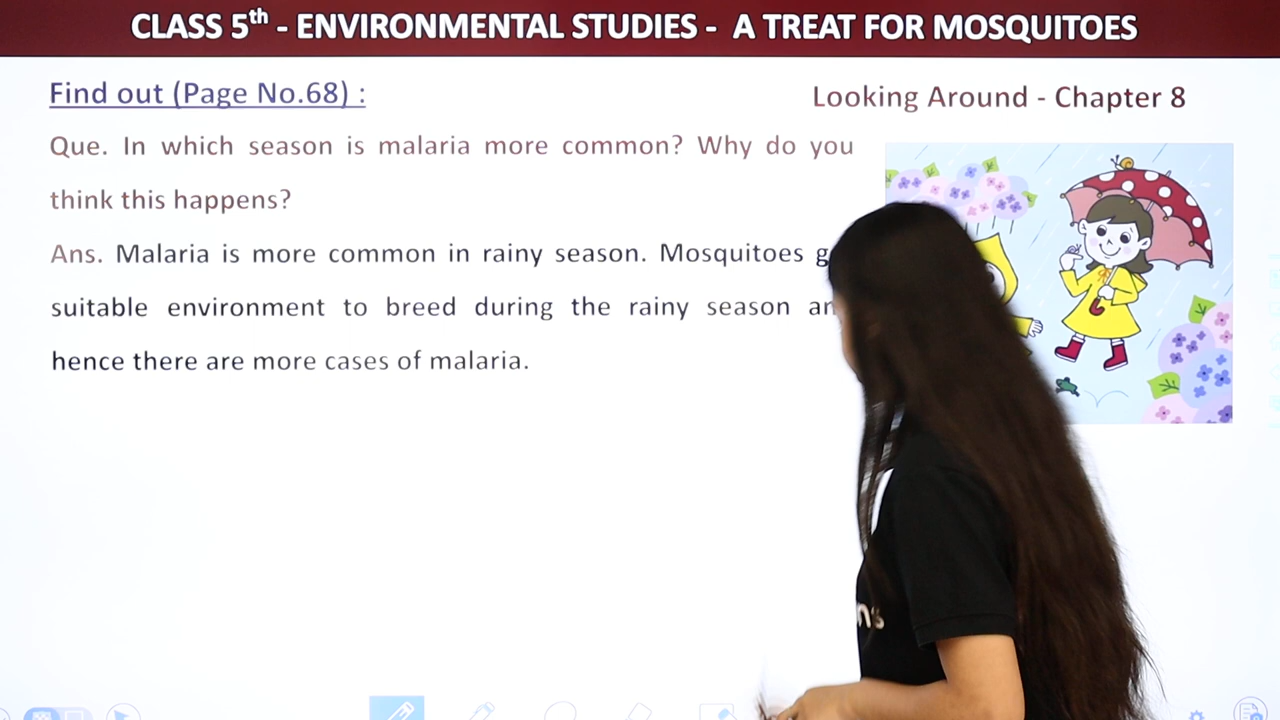 CLASS 5th - ENVIRONMENTAL STUDIES - A TREAT FOR MOSQUITOES
Find out (Page No.68) :
Looking Around - Chapter 8
Que. In which season is malaria more common? Why do you
think this happens?
Ans. Malaria is more common in rainy season. Mosquitoes
suitable environment to breed during the rainy season
hence there are more cases of malaria.